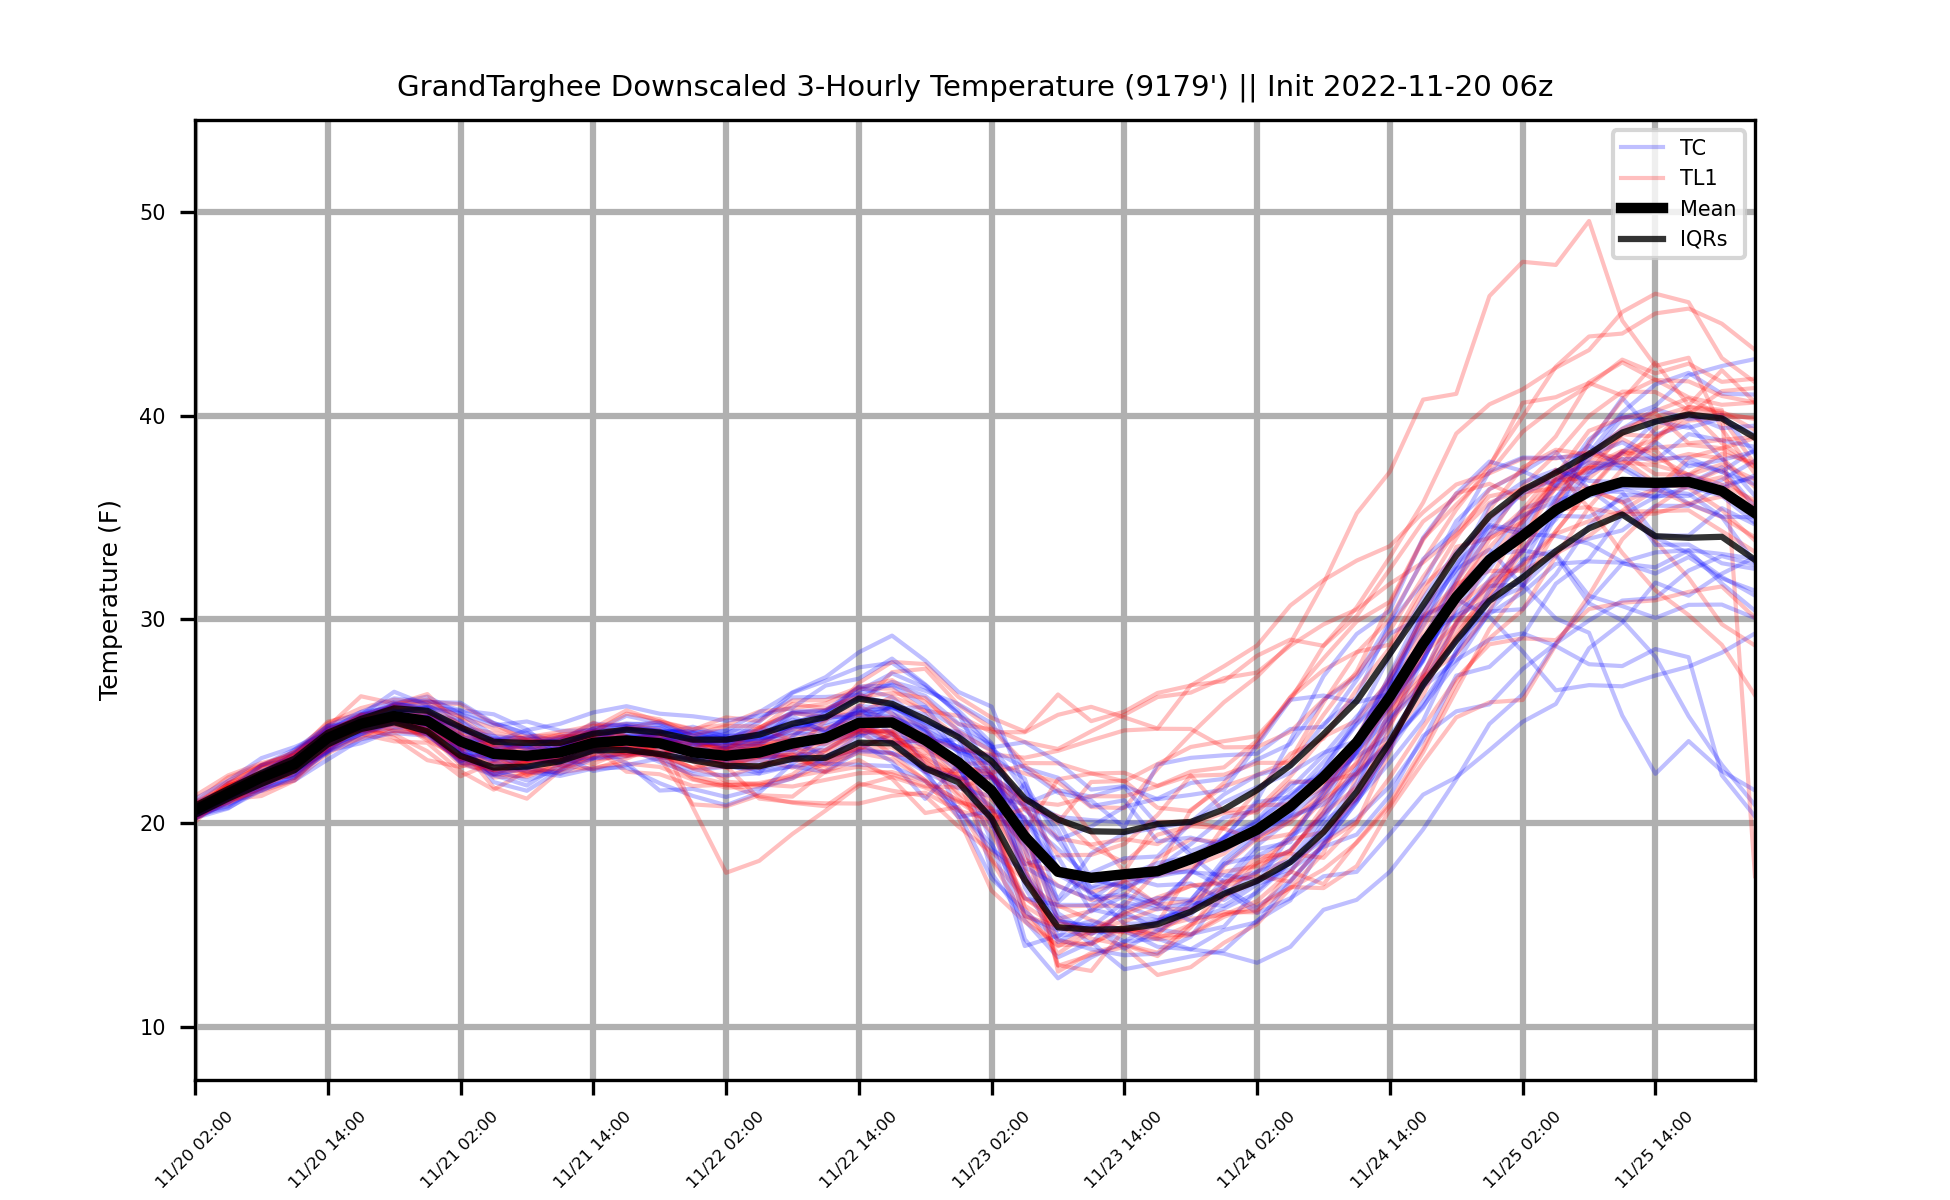 GrandTarghee Downscaled 3-Hourly Temperature (9179') || Init 2022-11-20 06z
TC
TL1
Mean
IQRs
Temperature (F)
50
40
30
20
10
11/20 02:00
11/20 14:00
11/21 02:00
11/21 14:00
11/22 02:00
11/22 14:00
11/23 02:00
11/23 14:00
11/24 02:00
11/24 14:00
11/25 02:00
11/25 14:00